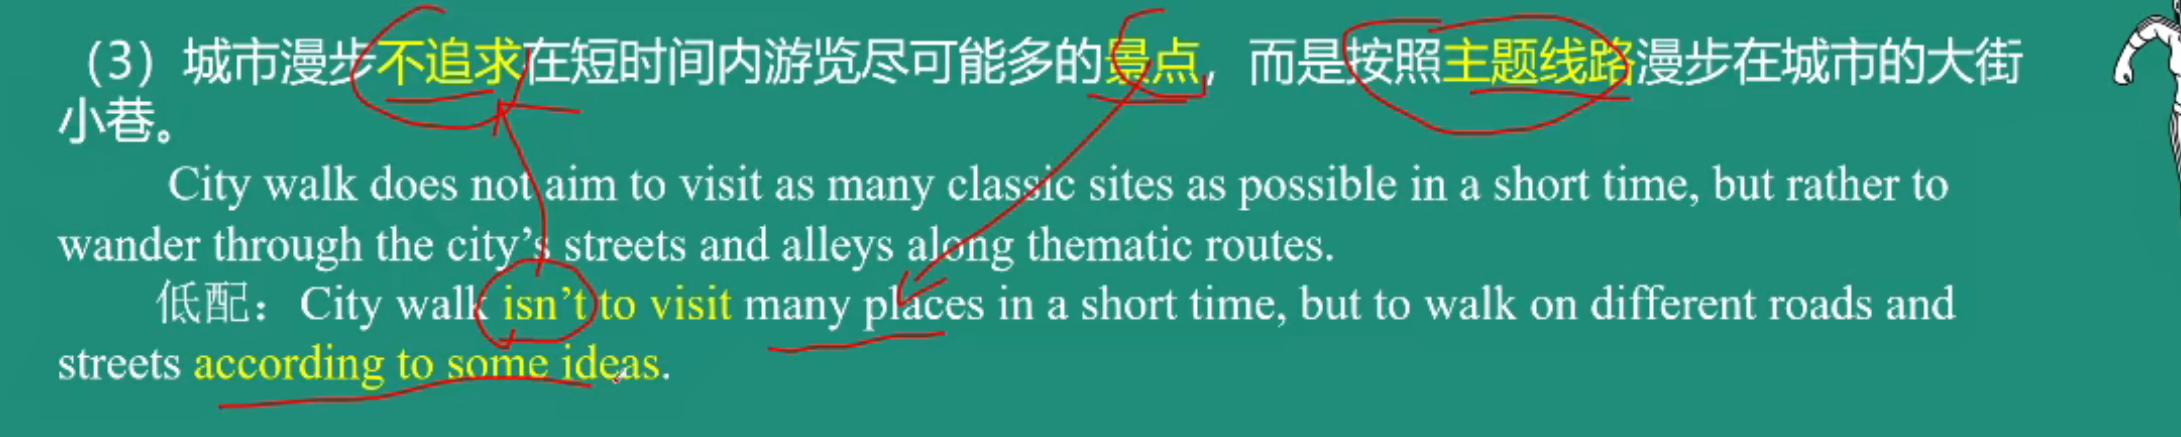 （3）城市漫步不追求在短时间内游览尽可能多的景点，而是按照主题线路漫步在城市的大街
小巷。
City walk does not aim to visit as many classic sites as possible in a short time, but rather to
wander through the city’s streets and alleys along thematic routes.
低配：City walk isn’t to visit many places in a short time, but to walk on different roads and
streets according to some ideas.